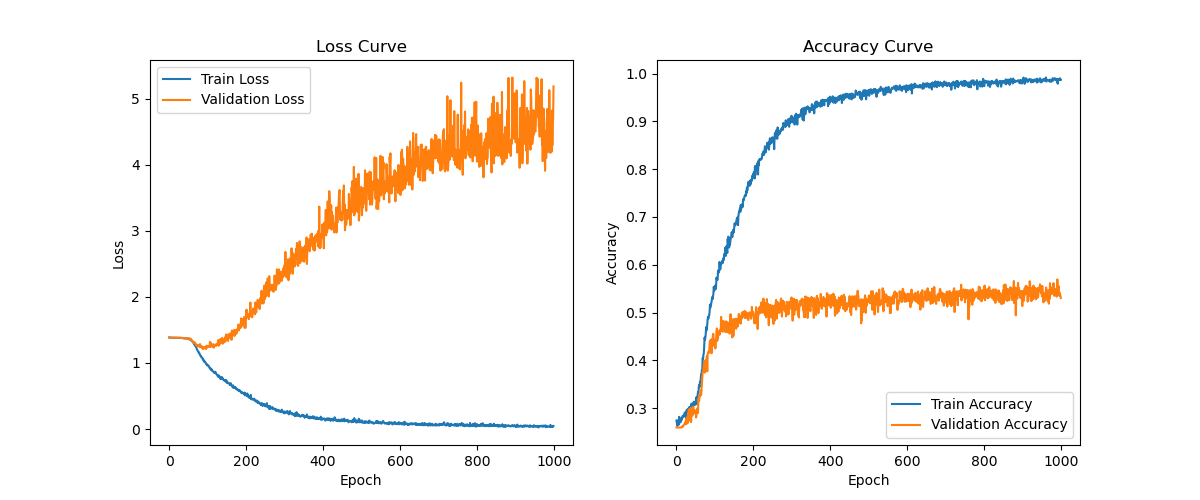 Loss Curve
Train Loss
Validation Loss
5
4
3
2
1
0
Loss
0 200 400 600 800 1000
Epoch
Accuracy Curve
1.0
0.9
0.8
0.7
0.6
0.5
0.4
0.3
Accuracy
Train Accuracy
Validation Accuracy
0 200 400 600 800 1000
Epoch